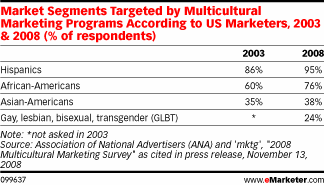 Market Segments Targeted by Multicultural
Marketing Programs According to US Marketers, 2003
& 2008 (% of respondents)
2003 2008
Hispanics 86% 95%
African-Americans 60% 76%
Asian-Americans 35% 38%
Gay, lesbian, bisexual, transgender (GLBT) * 24%
Note: *not asked in 2003
Source: Association of National Advertisers (ANA) and 'mktg', "2008
Multicultural Marketing Survey" as cited in press release, November 13,
2008
099637 www.eMarketer.com